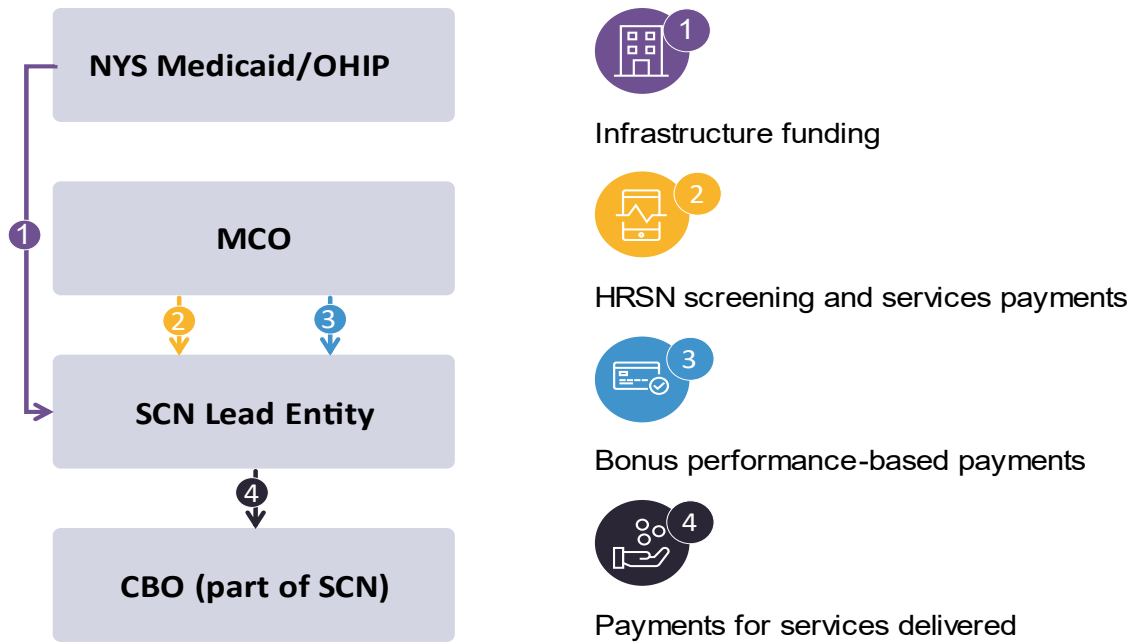 NYS Medicaid/OHIP
1
MCO
2
3
SCN Lead Entity
4
CBO (part of SCN)
1
Infrastructure funding
2
HRSN screening and services payments
3
Bonus performance-based payments
4
Payments for services delivered